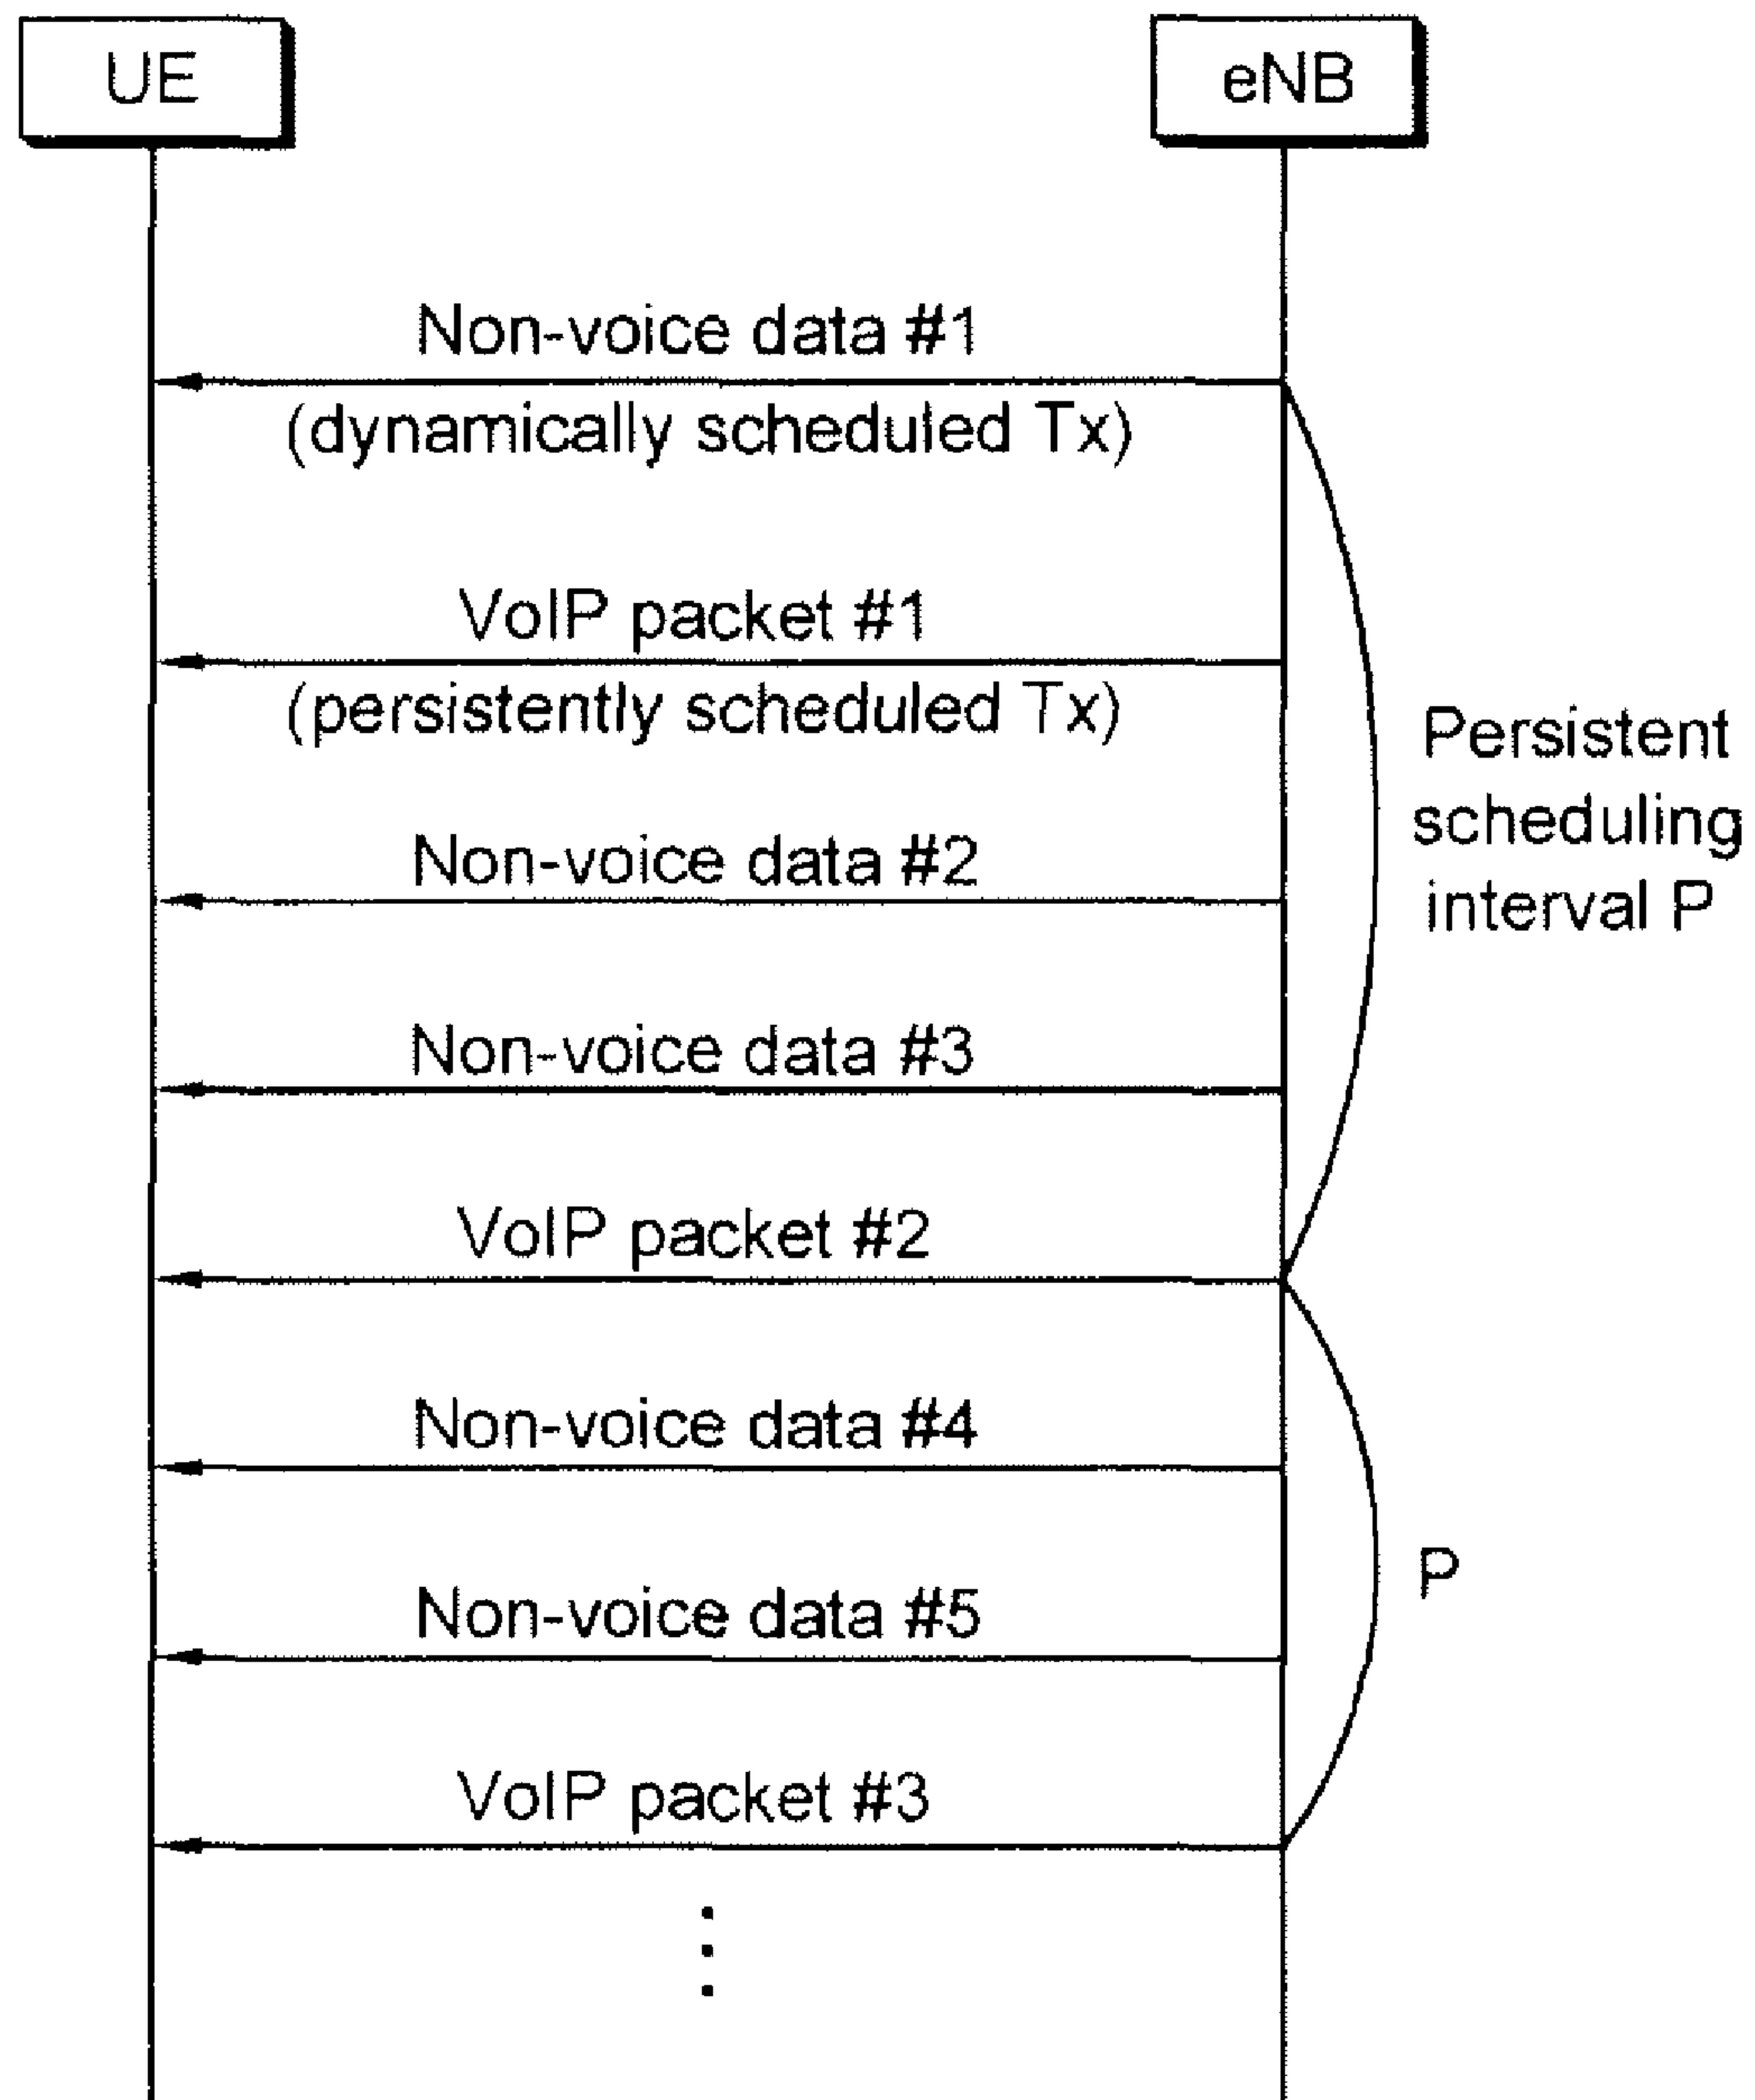 UE
eNB
Non-voice data #1
(dynamically scheduled Tx)
VoIP packet #1
(persistently scheduled Tx)
Persistent
scheduling
interval P
Non-voice data #2
Non-voice data #3
VoIP packet #2
Non-voice data #4
P
Non-voice data #5
VoIP packet #3